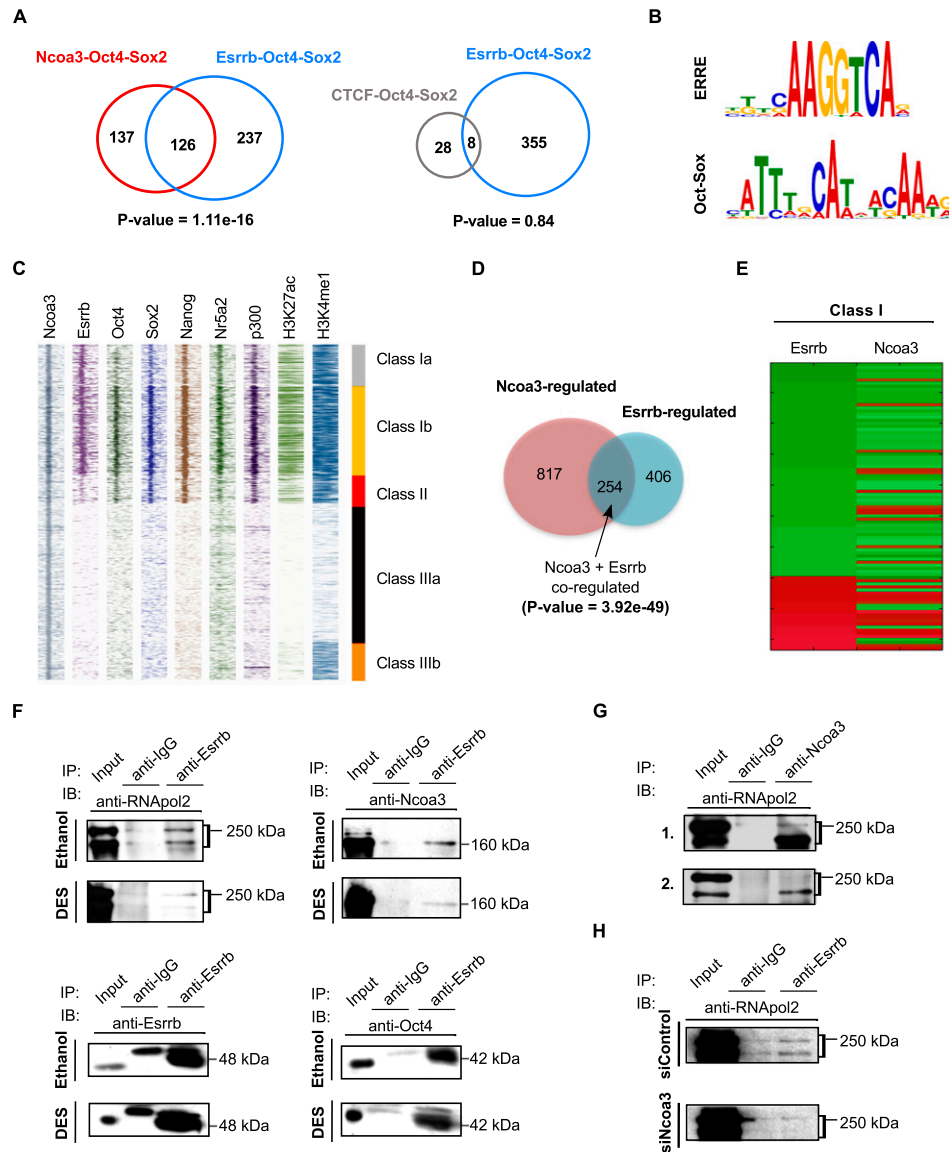 A
Ncoa3-Oct4-Sox2
Esrrb-Oct4-Sox2
137
126
237
P-value = 1.11e-16
Esrrb-Oct4-Sox2
CTCF-Oct4-Sox2
28
8
355
P-value = 0.84
B
ERRE
AAGGTCA
Oct-Sox
ATTT CAT ACAA
C
Ncoa3
Esrrb
Oct4
Sox2
Nanog
Nr5a2
p300
H3K27ac
H3K4me1
Class Ia
Class Ib
Class II
Class IIIa
Class IIIb
D
Ncoa3-regulated
Esrrb-regulated
817
254
406
Ncoa3 + Esrrb
co-regulated
(P-value = 3.92e-49)
E
Class I
Esrrb Ncoa3
F
IP: Input anti-IgG anti-Esrrb
IB: anti-RNApol2
Ethanol
250 kDa
DES
250 kDa
IP: Input anti-IgG anti-Esrrb
IB: anti-Ncoa3
Ethanol
160 kDa
DES
160 kDa
IP: Input anti-IgG anti-Esrrb
IB: anti-Esrrb
Ethanol
48 kDa
DES
48 kDa
IP: Input anti-IgG anti-Esrrb
IB: anti-Oct4
Ethanol
42 kDa
DES
42 kDa
G
IP: Input anti-IgG anti-Ncoa3
IB: anti-RNApol2
1.
250 kDa
2.
250 kDa
H
IP: Input anti-IgG anti-Esrrb
IB: anti-RNApol2
siControl
250 kDa
siNcoa3
250 kDa